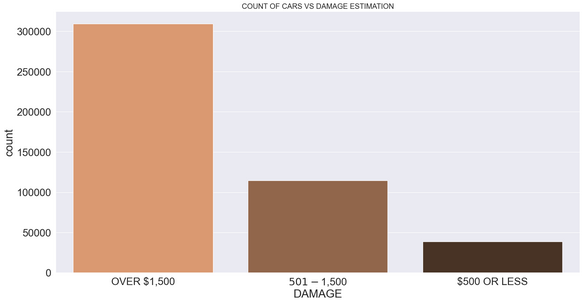 COUNT OF CARS VS DAMAGE ESTIMATION
300000
250000
200000
150000
100000
50000
0
count
OVER $1,500
501 − 1,500
$500 OR LESS
DAMAGE